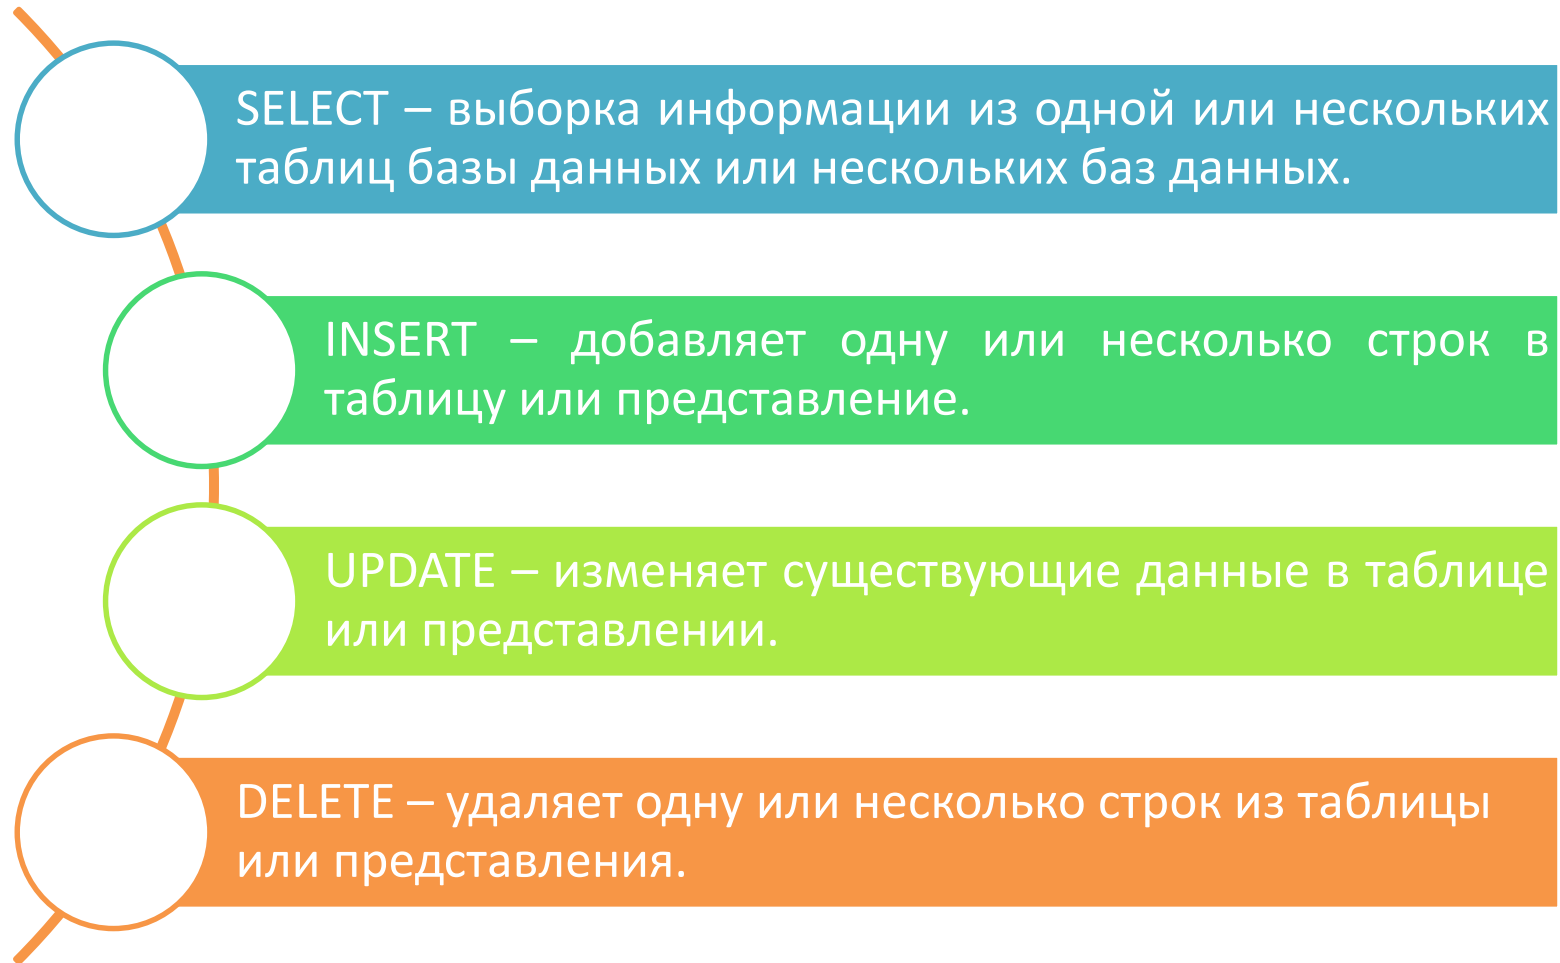 SELECT – выборка информации из одной или нескольких
таблиц базы данных или нескольких баз данных.
INSERT – добавляет одну или несколько строк в
таблицу или представление.
UPDATE – изменяет существующие данные в таблице
или представлении.
DELETE – удаляет одну или несколько строк из таблицы
или представления.